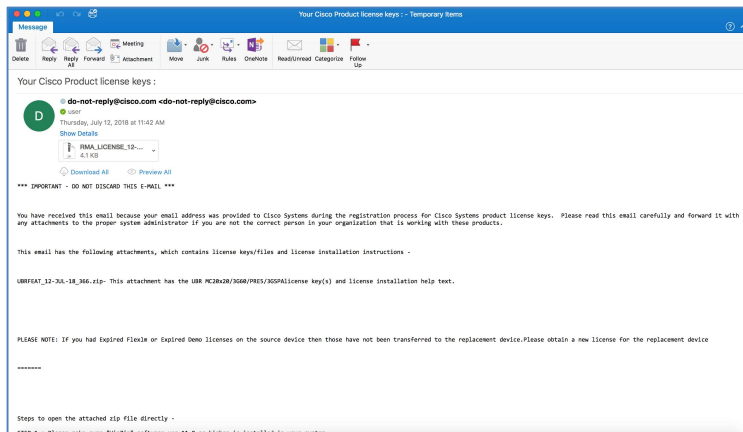 Your Cisco Product license keys : - Temporary Items
Message
Delete
Reply
Reply All
Forward
Meeting
Attachment
Move
Junk
Rules
OneNote
Read/Unread
Categorize
Follow Up
Your Cisco Product license keys :
D
do-not-reply@cisco.com <do-not-reply@cisco.com>
user
Thursday, July 12, 2018 at 11:42 AM
Show Details
RMA_LICENSE_12-...
4.1 KB
Download All
Preview All
*** IMPORTANT - DO NOT DISCARD THIS E-MAIL ***
You have received this email because your email address was provided to Cisco Systems during the registration process for Cisco Systems product license keys.  Please read this email carefully and forward it with
any attachments to the proper system administrator if you are not the correct person in your organization that is working with these products.
This email has the following attachments, which contains license keys/files and license installation instructions -
UBRFEAT_12-JUL-18_366.zip- This attachment has the UBR MC20x20/3G60/PRE5/3GSPAlicense key(s) and license installation help text.
PLEASE NOTE: If you had Expired Flexlm or Expired Demo licenses on the source device then those have not been transferred to the replacement device.Please obtain a new license for the replacement device
=======
Steps to open the attached zip file directly -